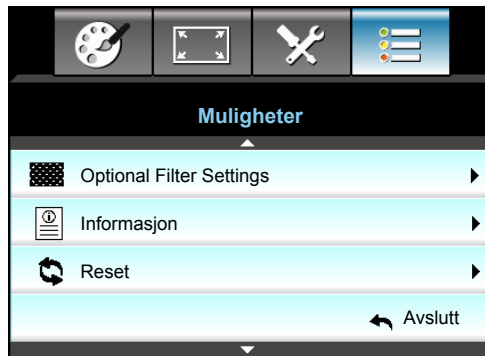 Muligheter
Optional Filter Settings
Informasjon
Reset
Avslutt